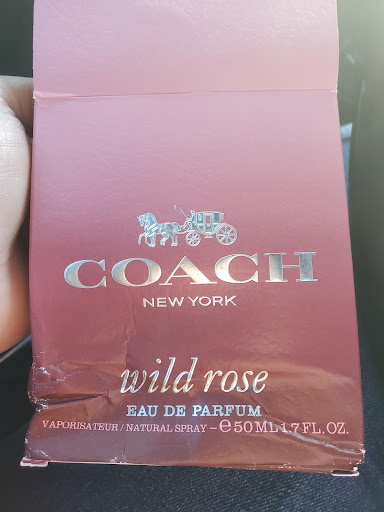 COACH
NEW YORK
wild rose
EAU DE PARFUM
VAPORISATEUR / NATURAL SPRAY – ℮ 50 ML 1.7 FL. OZ.